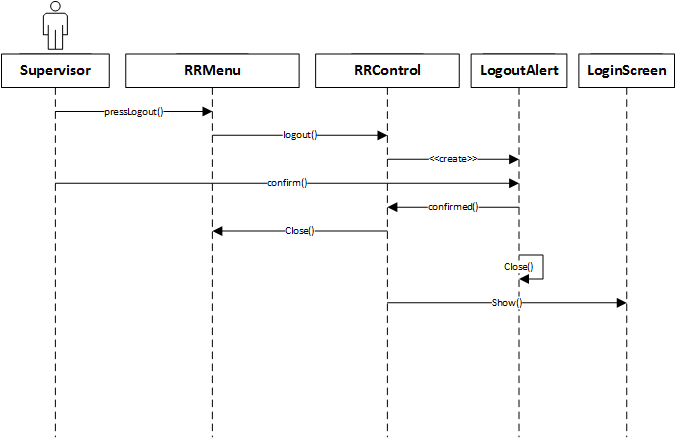 Supervisor
RRMenu
RRControl
LogoutAlert
LoginScreen
pressLogout()
logout()
<<create>>
confirm()
confirmed()
Close()
Close()
Show()